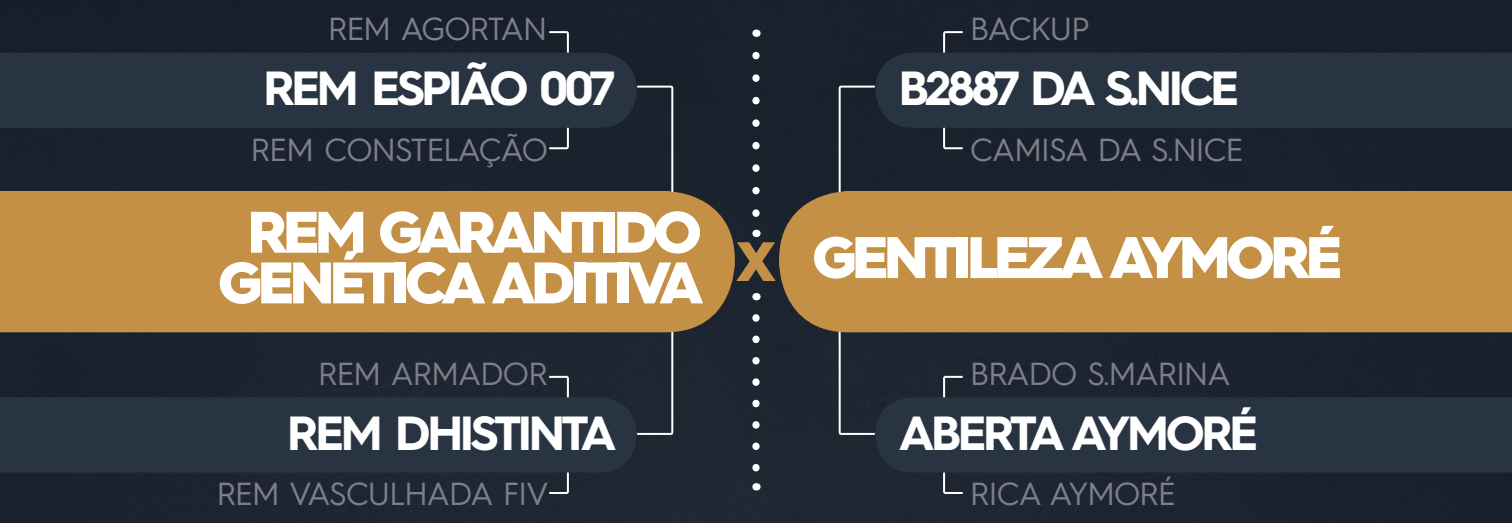 REM AGORTAN
REM ESPIÃO 007
REM CONSTELAÇÃO
REM GARANTIDO
GENÉTICA ADITIVA
REM ARMADOR
REM DHISTINTA
REM VASCULHADA FIV
X
BACKUP
B2887 DA S.NICE
CAMISA DA S.NICE
GENTILEZA AYMORÉ
BRADO S.MARINA
ABERTA AYMORÉ
RICA AYMORÉ